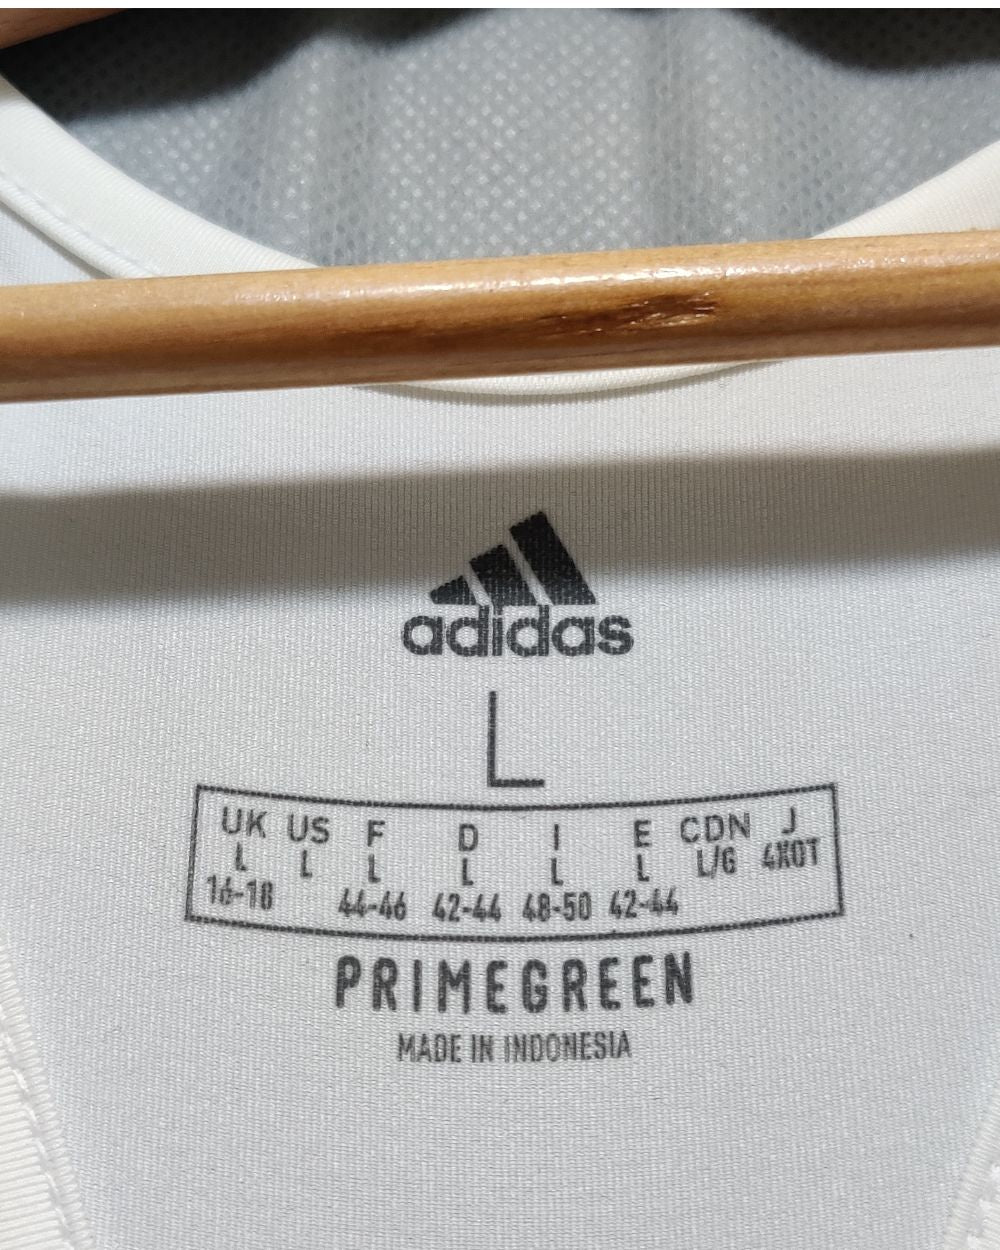 adidas
L
UK US F D I E CDN J
L L L L L L L/G 4XOT
16-18 44-46 42-44 48-50 42-44
PRIMEGREEN
MADE IN INDONESIA